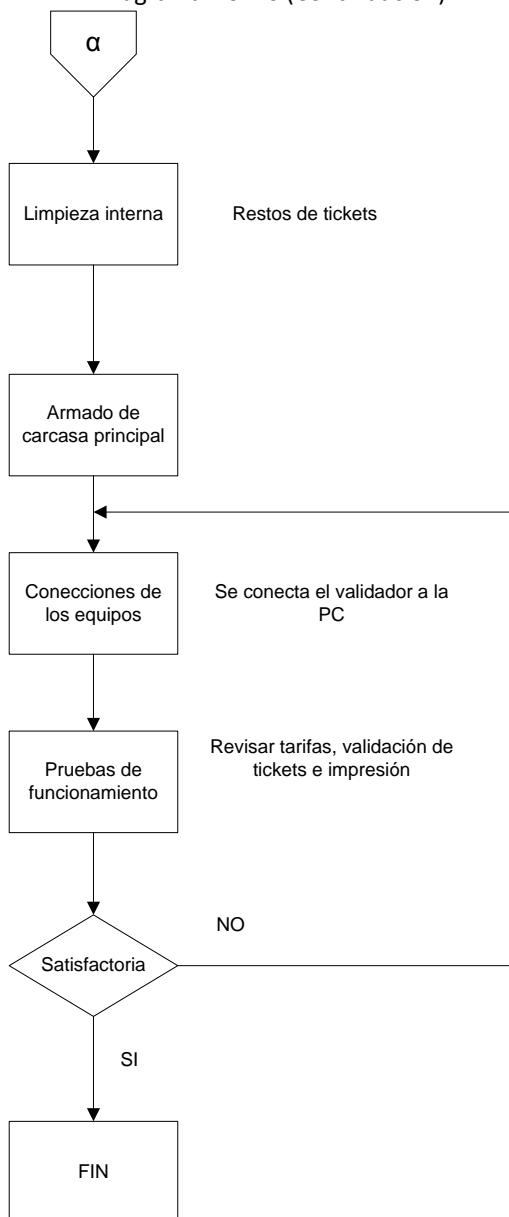 α
Limpieza interna
Restos de tickets
Armado de
carcasa principal
Conecciones de
los equipos
Se conecta el validador a la
PC
Pruebas de
funcionamiento
Revisar tarifas, validación de
tickets e impresión
Satisfactoria
NO
SI
FIN